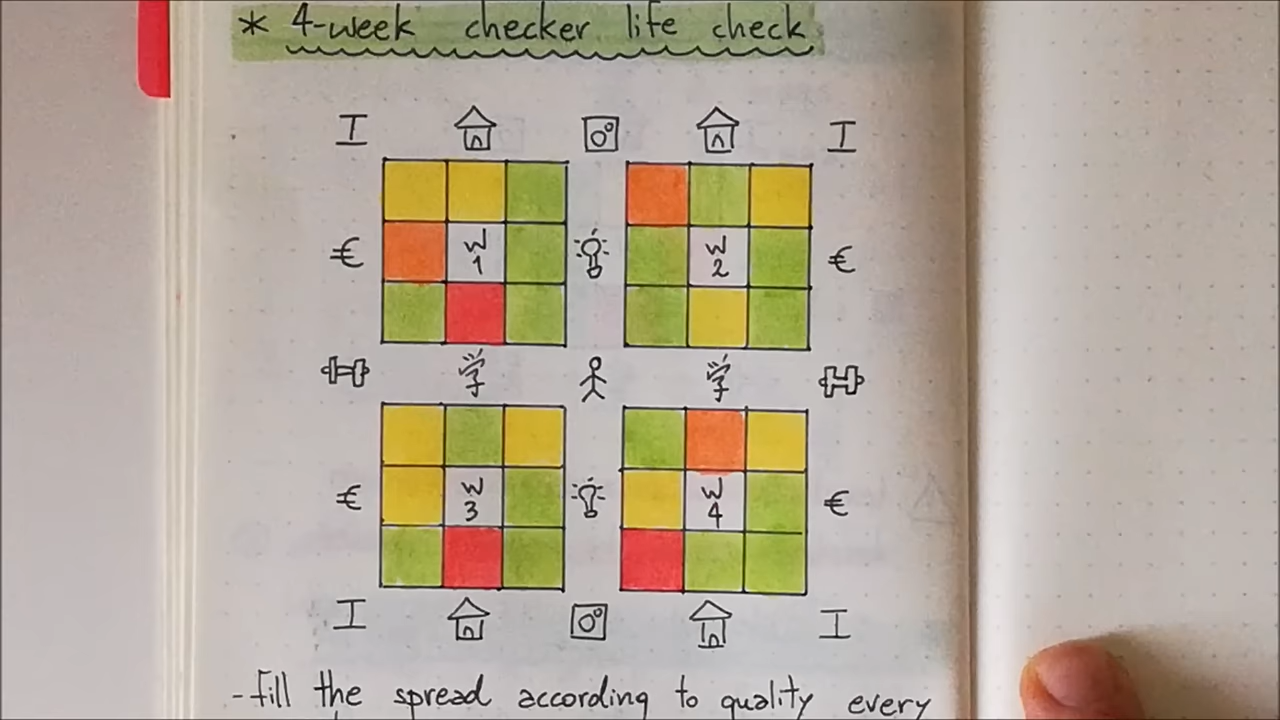 * 4-week checker life check
I I
W 1 W 2
€ €
W 3 W 4
€ €
I I
-fill the spread according to quality every